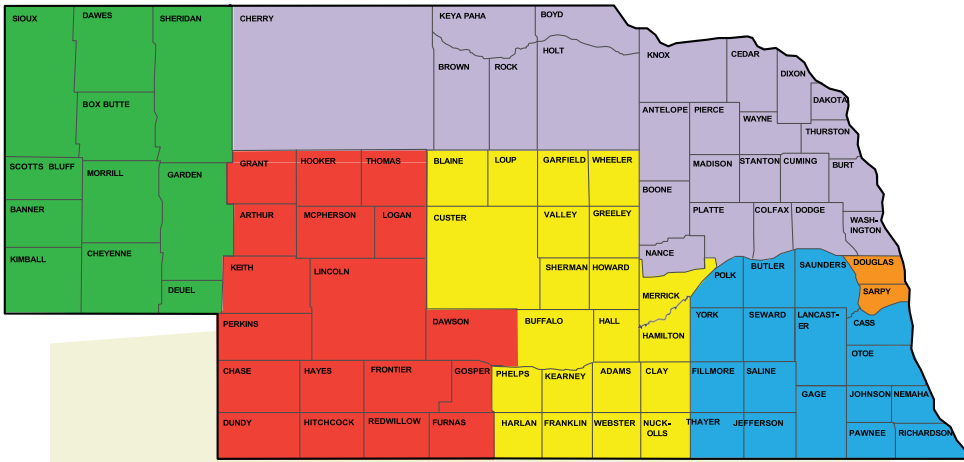 SIOUX
DAWES
SHERIDAN
CHERRY
KEYA PAHA
BOYD
BROWN
ROCK
HOLT
KNOX
CEDAR
DIXON
DAKOTA
BOX BUTTE
ANTELOPE
PIERCE
WAYNE
THURSTON
SCOTTS BLUFF
MORRILL
GARDEN
GRANT
HOOKER
THOMAS
BLAINE
LOUP
GARFIELD
WHEELER
BOONE
MADISON
STANTON
CUMING
BURT
BANNER
ARTHUR
MCPHERSON
LOGAN
CUSTER
VALLEY
GREELEY
PLATTE
COLFAX
DODGE
WASH-
INGTON
KIMBALL
CHEYENNE
DEUEL
KEITH
LINCOLN
SHERMAN
HOWARD
NANCE
MERRICK
POLK
BUTLER
SAUNDERS
DOUGLAS
SARPY
PERKINS
DAWSON
BUFFALO
HALL
HAMILTON
YORK
SEWARD
LANCAST-
ER
CASS
OTOE
CHASE
HAYES
FRONTIER
GOSPER
PHELPS
KEARNEY
ADAMS
CLAY
FILLMORE
SALINE
GAGE
JOHNSON
NEMAHA
DUNDY
HITCHCOCK
REDWILLOW
FURNAS
HARLAN
FRANKLIN
WEBSTER
NUCK-
OLLS
THAYER
JEFFERSON
PAWNEE
RICHARDSON